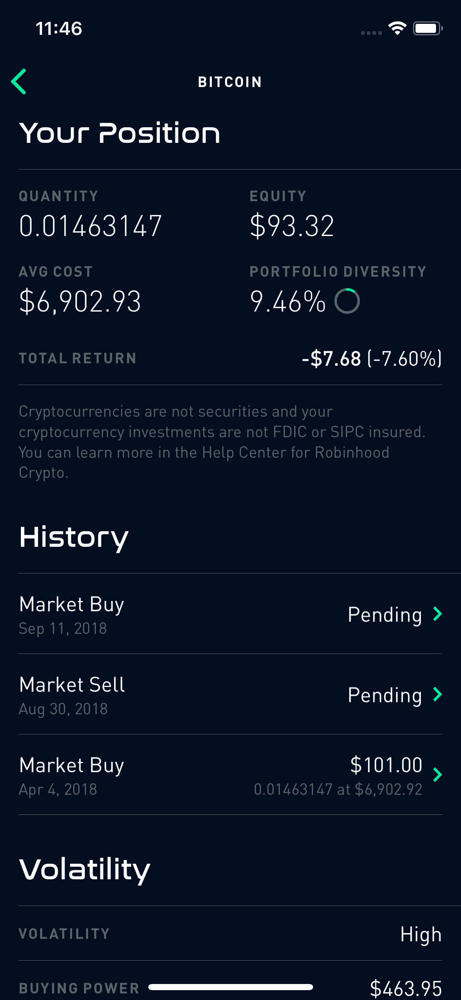 11:46
BITCOIN
Your Position
QUANTITY
0.01463147
EQUITY
$93.32
AVG COST
$6,902.93
PORTFOLIO DIVERSITY
9.46%
TOTAL RETURN
-$7.68 (-7.60%)
Cryptocurrencies are not securities and your
cryptocurrency investments are not FDIC or SIPC insured.
You can learn more in the Help Center for Robinhood
Crypto.
History
Market Buy
Sep 11, 2018
Pending
Market Sell
Aug 30, 2018
Pending
Market Buy
Apr 4, 2018
$101.00
0.01463147 at $6,902.92
Volatility
VOLATILITY
High
BUYING POWER
$463.95